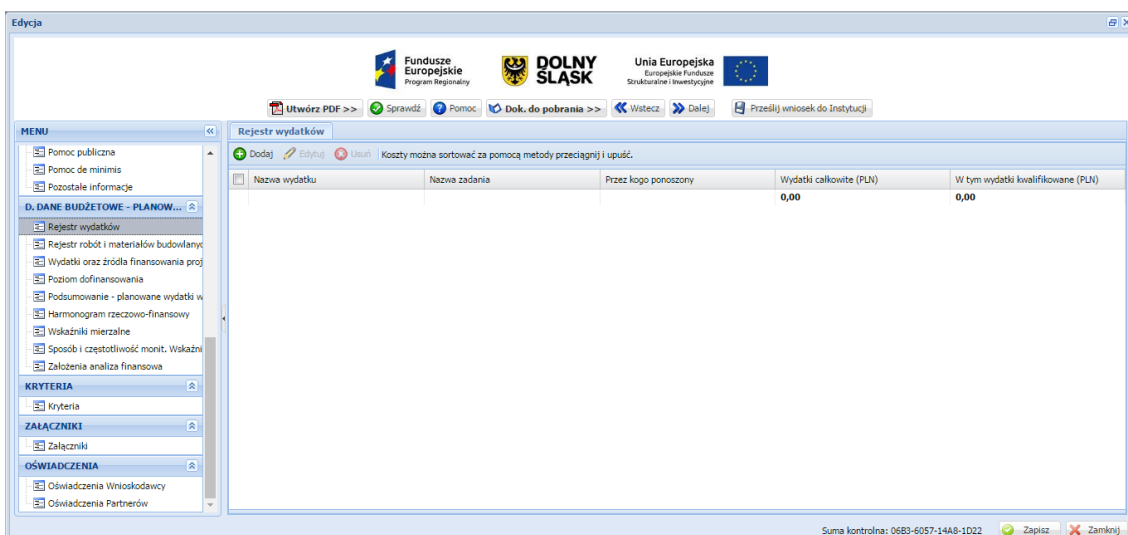 Edycja
Fundusze
Europejskie
Program Regionalny
DOLNY
ŚLĄSK
Unia Europejska
Europejskie Fundusze
Strukturalne i Inwestycyjne
Utwórz PDF >> Sprawdź Pomoc Dok. do pobrania >> Wstecz Dalej Prześlij wniosek do Instytucji
MENU
Pomoc publiczna
Pomoc de minimis
Pozostałe informacje
D. DANE BUDŻETOWE - PLANOW...
Rejestr wydatków
Rejestr robót i materiałów budowlanyc
Wydatki oraz źródła finansowania proj
Poziom dofinansowania
Podsumowanie - planowane wydatki w
Harmonogram rzeczowo-finansowy
Wskaźniki mierzalne
Sposób i częstotliwość monit. Wskaźni
Założenia analiza finansowa
KRYTERIA
Kryteria
ZAŁĄCZNIKI
Załączniki
OŚWIADCZENIA
Oświadczenia Wnioskodawcy
Oświadczenia Partnerów
Rejestr wydatków
Dodaj Edytuj Usuń Koszty można sortować za pomocą metody przeciągnij i upuść.
Nazwa wydatku Nazwa zadania Przez kogo ponoszony Wydatki całkowite (PLN) W tym wydatki kwalifikowane (PLN)
0,00 0,00
Suma kontrolna: 06B3-6057-14A8-1D22 Zapisz Zamknij